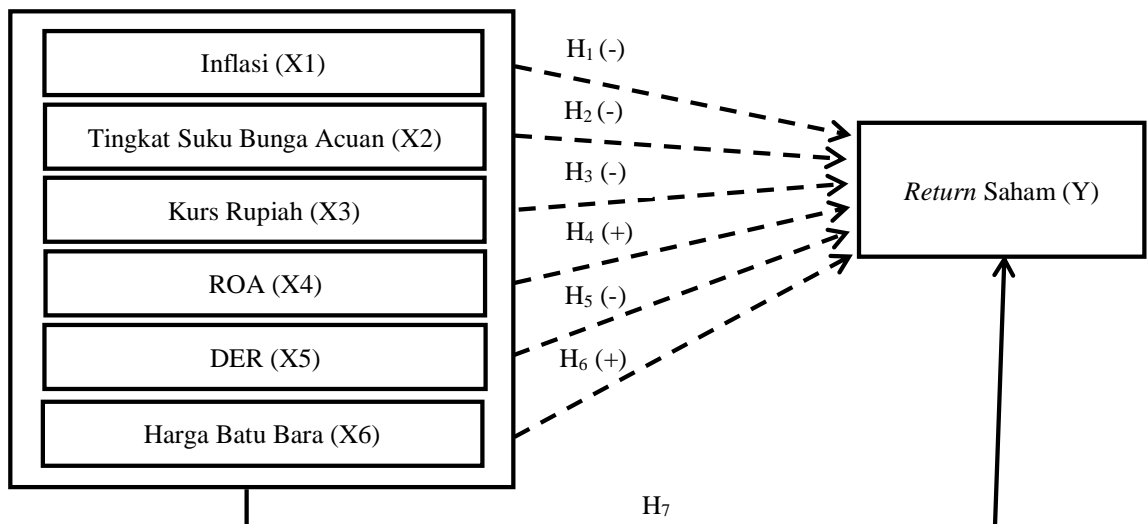 Inflasi (X1)
Tingkat Suku Bunga Acuan (X2)
Kurs Rupiah (X3)
ROA (X4)
DER (X5)
Harga Batu Bara (X6)
H₁ (-)
H₂ (-)
H₃ (-)
H₄ (+)
H₅ (-)
H₆ (+)
Return Saham (Y)
H₇